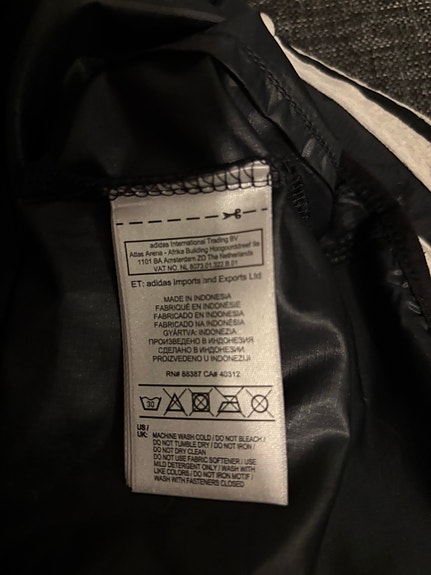 adidas International Trading BV
Atlas Arena - Afrika Building Hoogoorddreef 9a
1101 BA Amsterdam ZO The Netherlands
VAT NO. NL 8073.01.322.B.01
ET: adidas Imports and Exports Ltd.
MADE IN INDONESIA
FABRIQUÉ EN INDONÉSIE
FABRICADO EN INDONESIA
FABRICADO NA INDONÉSIA
GYÁRTVA: INDONÉZIA
ПРОИЗВЕДЕНО В ИНДОНЕЗИЯ
СДЕЛАНО В ИНДОНЕЗИИ
PROIZVEDENO U INDONEZIJI
RN# 88387 CA# 40312
30
US /
UK: MACHINE WASH COLD / DO NOT BLEACH /
DO NOT TUMBLE DRY / DO NOT IRON /
DO NOT DRY CLEAN
DO NOT USE FABRIC SOFTENER / USE
MILD DETERGENT ONLY / WASH WITH
LIKE COLORS / DO NOT IRON MOTIF /
WASH WITH FASTENERS CLOSED